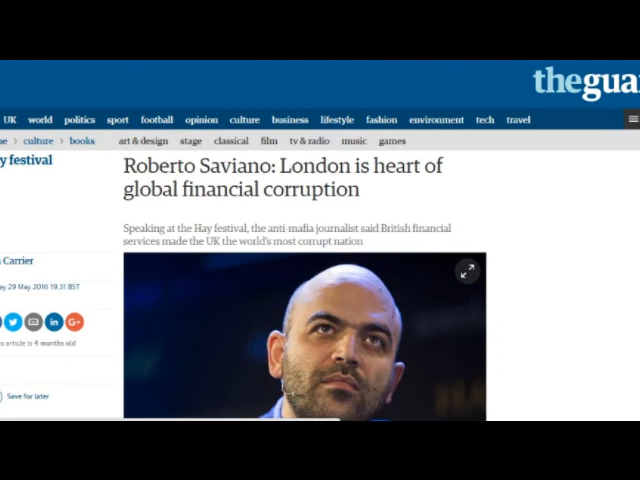 thegua
UK world politics sport football opinion culture business lifestyle fashion environment tech travel
culture > books art & design stage classical film tv & radio music games
festival
Roberto Saviano: London is heart of
global financial corruption
Speaking at the Hay festival, the anti-mafia journalist said British financial
services made the UK the world's most corrupt nation
Carrier
29 May 2016 19.31 BST
in G+
article is 4 months old
Save for later